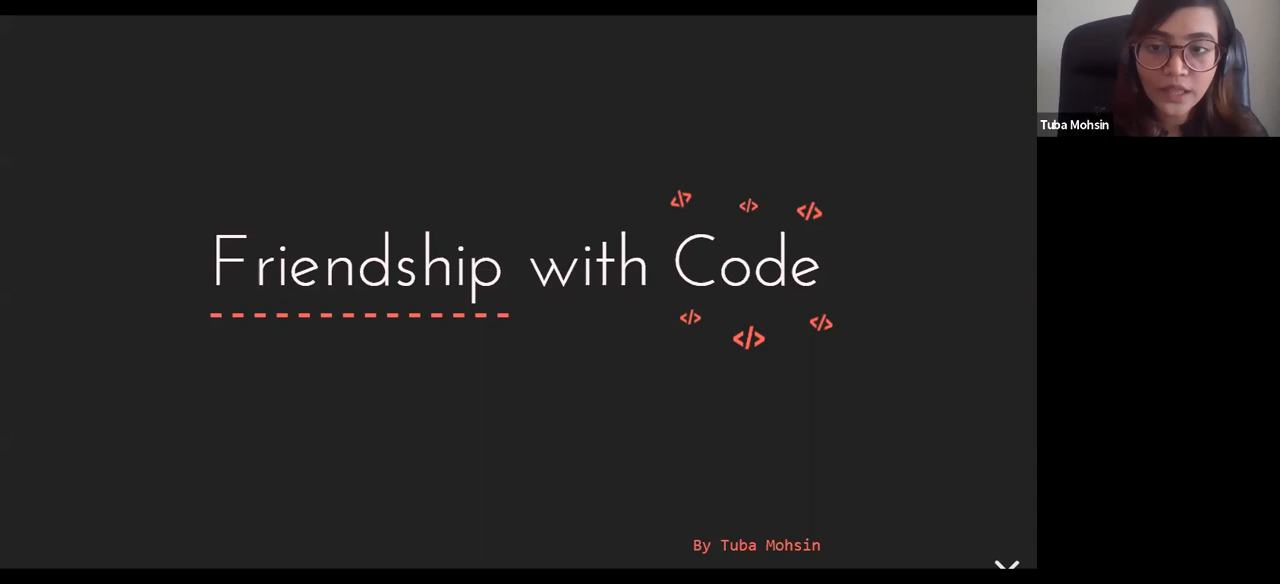 Friendship with Code
</> </> </>
</> </> </>
By Tuba Mohsin
Tuba Mohsin